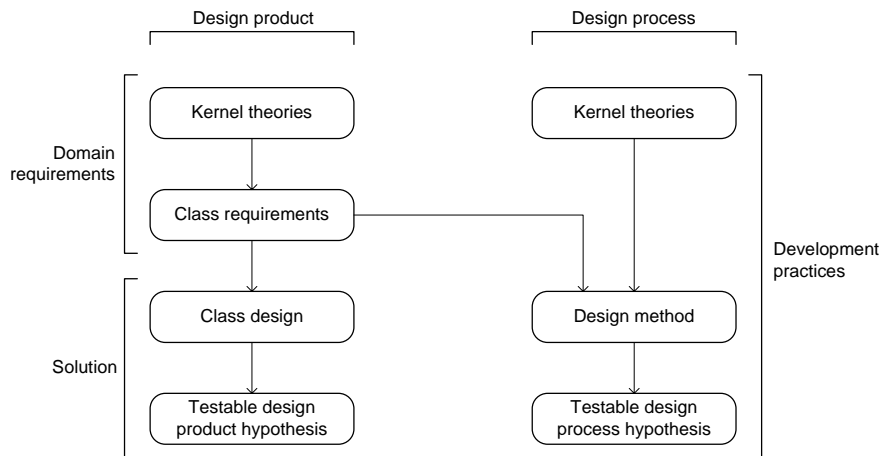 Design product
Design process
Kernel theories
Kernel theories
Domain
requirements
Class requirements
Development
practices
Class design
Design method
Solution
Testable design
product hypothesis
Testable design
process hypothesis